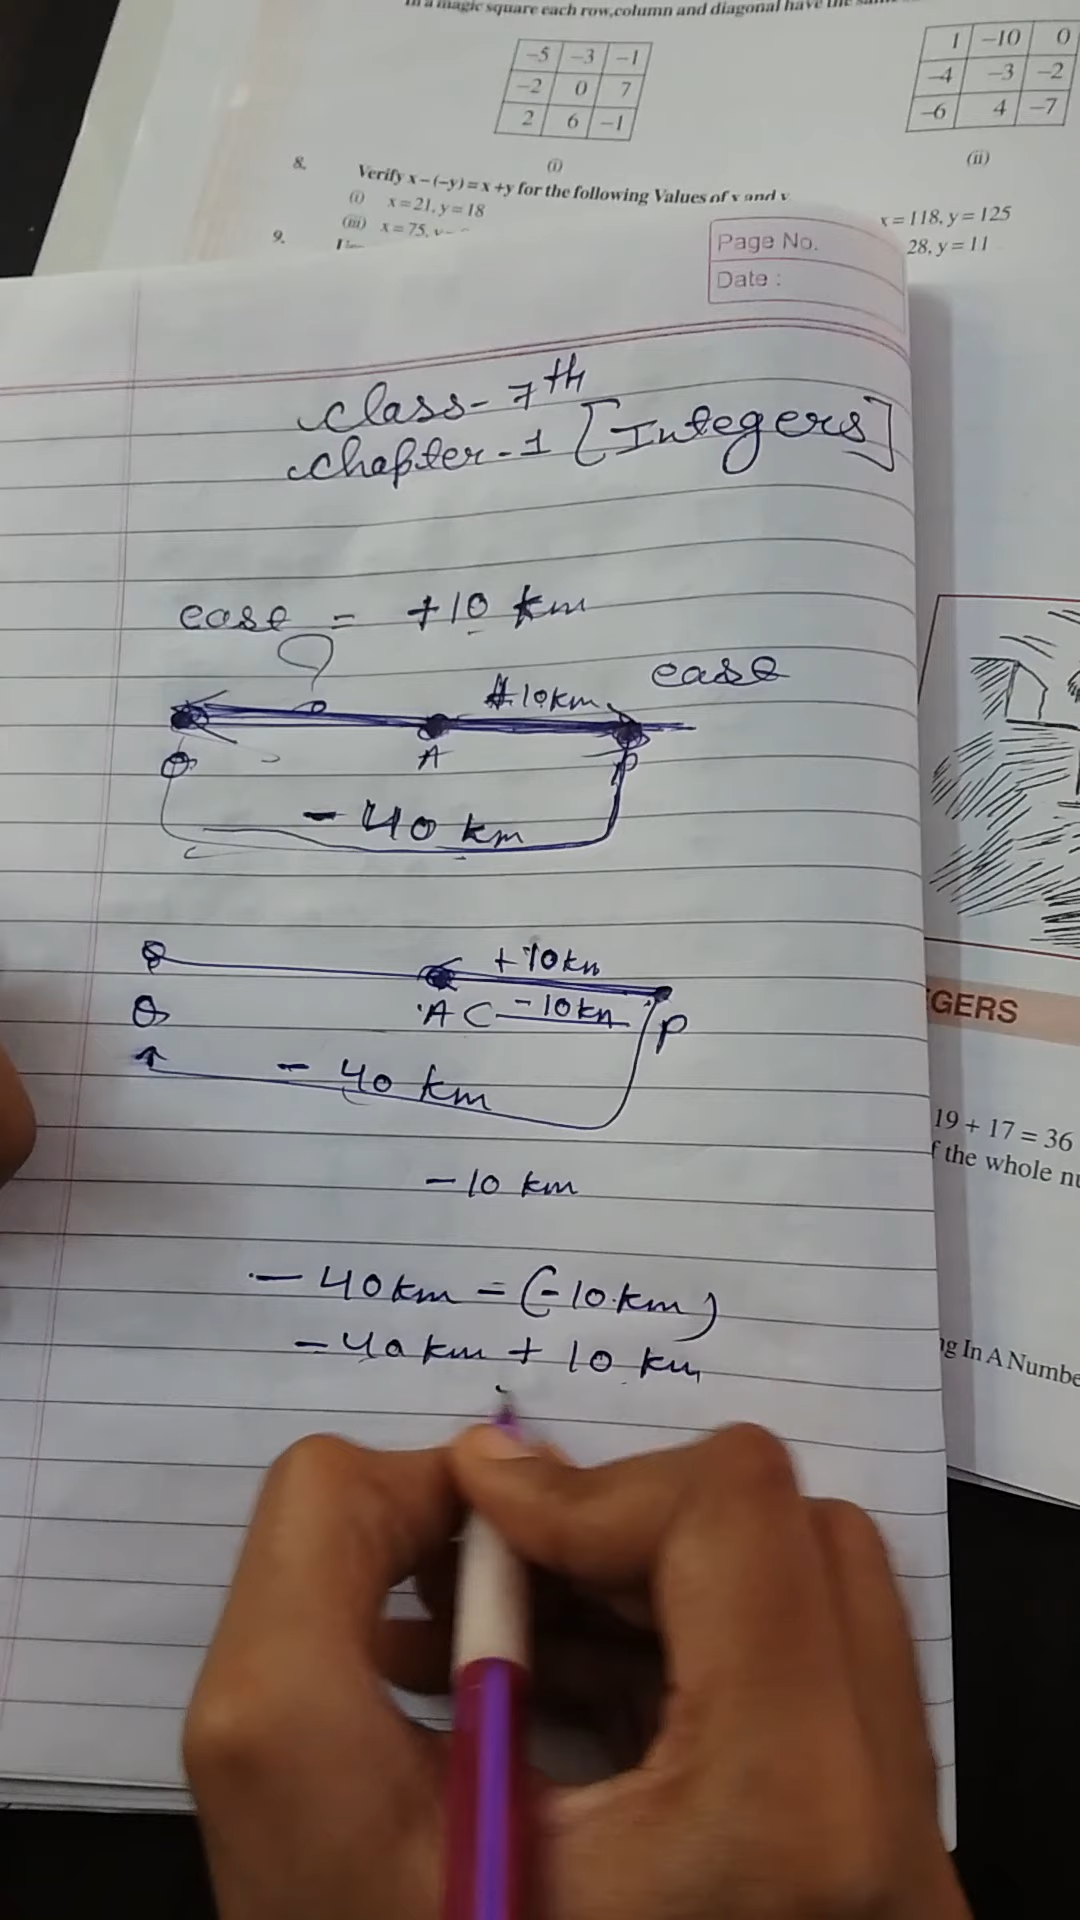 magic square each row, column and diagonal have the
-5 -3 -1
-2 0 7
2 6 -1
(i)
1 -10 0
-4 -3 -2
-6 4 -7
(ii)
8. Verify x-(-y)=x+y for the following Values of x and y
(i) x=21, y=18
x=118, y=125
(iii) x=75, y=
28, y=11
9.
Page No.
Date :
class-7th
chapter-1 [Integers]
ease = +10 km
10km ease
A P
-40 km
+10km
A C -10km P
-40 km
-10 km
-40km = (-10.km)
-40 km + 10 km
GERS
19 + 17 = 36
the whole nu
g In A Numbe